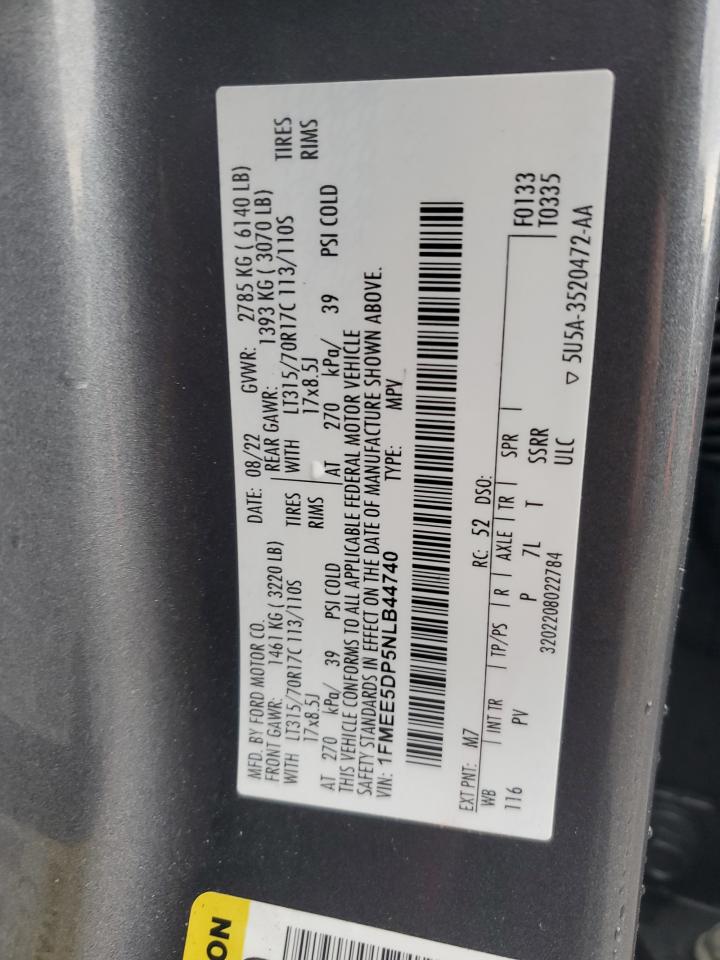 MFD. BY FORD MOTOR CO.
DATE: 08/22 GVWR: 2785 KG ( 6140 LB)
FRONT GAWR: 1461 KG ( 3220 LB) REAR GAWR: 1393 KG ( 3070 LB)
WITH LT315/70R17C 113/110S TIRES WITH LT315/70R17C 113/110S TIRES
17x8.5J RIMS 17x8.5J RIMS
AT 270 kPa/ 39 PSI COLD AT 270 kPa/ 39 PSI COLD
THIS VEHICLE CONFORMS TO ALL APPLICABLE FEDERAL MOTOR VEHICLE
SAFETY STANDARDS IN EFFECT ON THE DATE OF MANUFACTURE SHOWN ABOVE.
VIN: 1FMEE5DP5NLB44740 TYPE: MPV
EXT PNT: M7 RC: 52 DSO: F0133
WB INT TR TP/PS R AXLE TR SPR T0335
116 PV P 7L T SSRR
3202208022784 ULC
▽ 5U5A-3520472-AA
ON